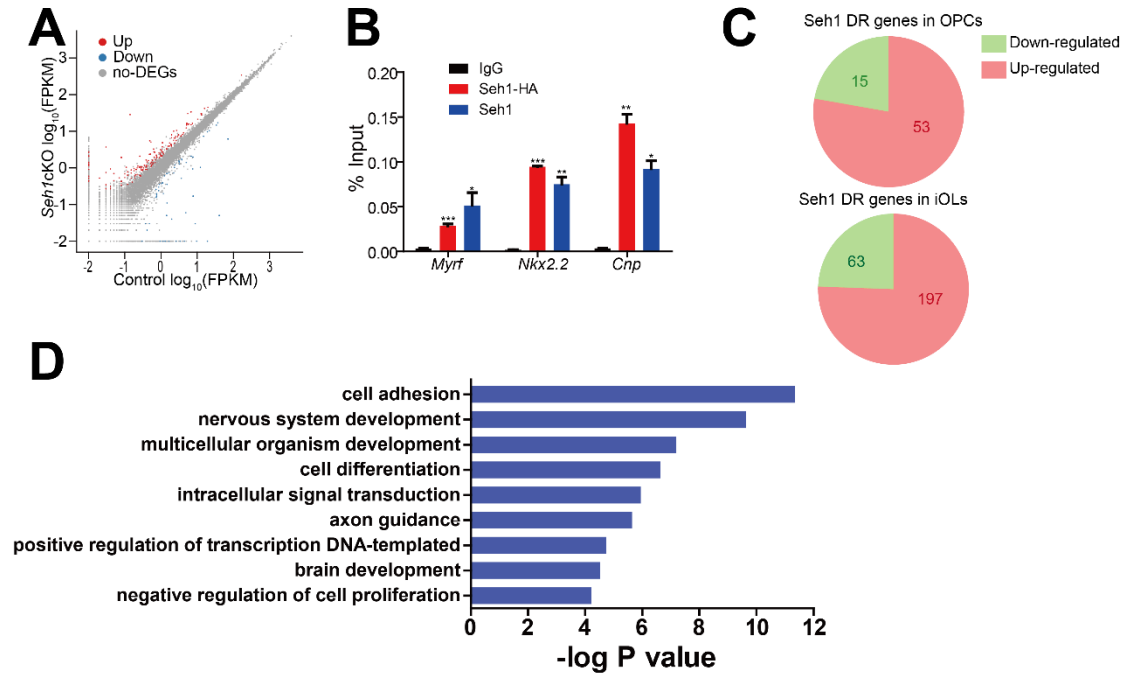 A
Up
Down
no-DEGs
Seh1cKO log10(FPKM)
3
2
1
0
-1
-2
-2
-1
0
1
2
3
Control log10(FPKM)
B
IgG
Seh1-HA
Seh1
% Input
0.20
0.15
0.10
0.05
0.00
***
*
***
**
**
*
Myrf
Nkx2.2
Cnp
C
Seh1 DR genes in OPCs
Down-regulated
Up-regulated
15
53
Seh1 DR genes in iOLs
63
197
D
cell adhesion
nervous system development
multicellular organism development
cell differentiation
intracellular signal transduction
axon guidance
positive regulation of transcription DNA-templated
brain development
negative regulation of cell proliferation
0 2 4 6 8 10 12
-log P value